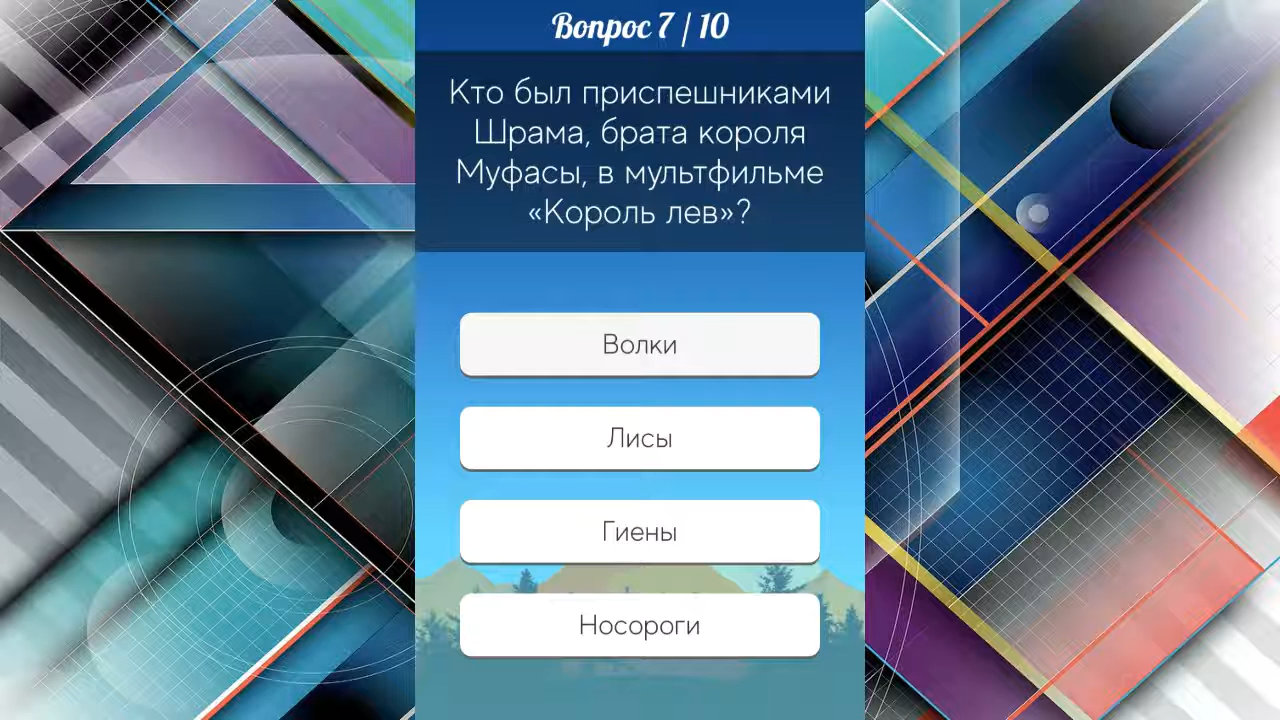 Вопрос 7 / 10
Кто был приспешниками
Шрама, брата короля
Муфасы, в мультфильме
«Король лев»?
Волки
Лисы
Гиены
Носороги